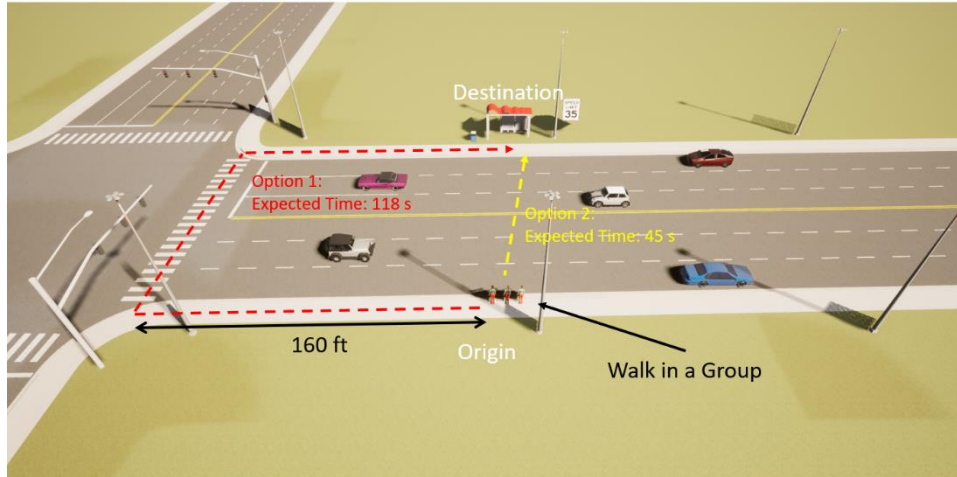 Destination
SPEED
LIMIT
35
Option 1:
Expected Time: 118 s
Option 2:
Expected Time: 45 s
160 ft
Origin
Walk in a Group